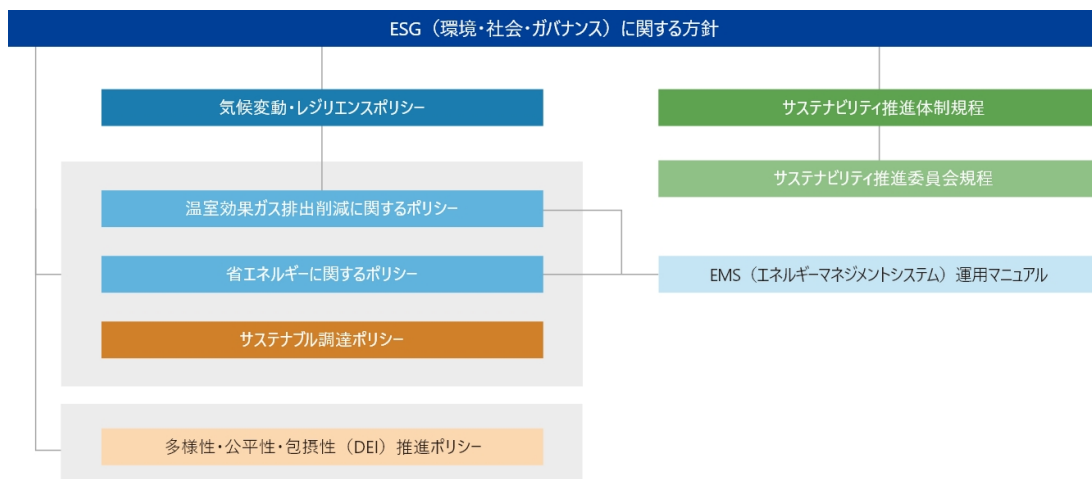 ESG（環境・社会・ガバナンス）に関する方針
気候変動・レジリエンスポリシー
サステナビリティ推進体制規程
サステナビリティ推進委員会規程
温室効果ガス排出削減に関するポリシー
省エネルギーに関するポリシー
EMS（エネルギーマネジメントシステム）運用マニュアル
サステナブル調達ポリシー
多様性・公平性・包摂性（DEI）推進ポリシー